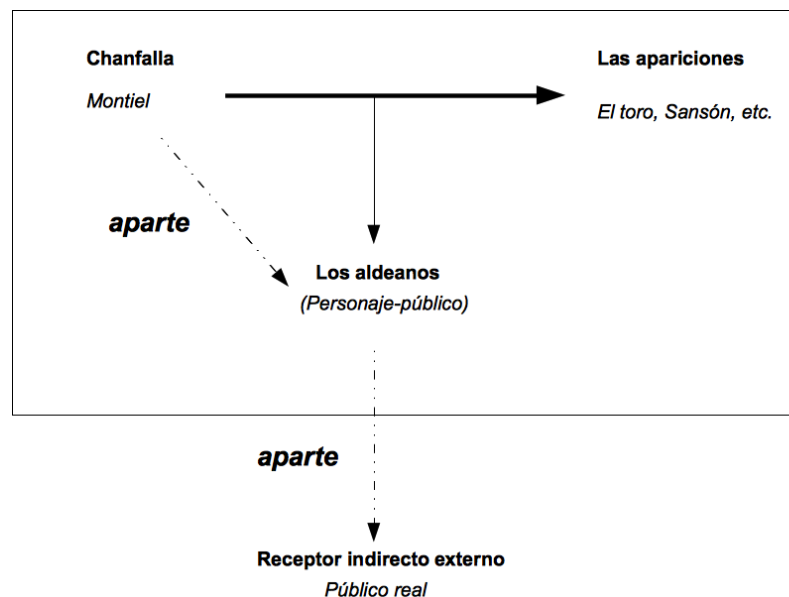 Chanfalla
Las apariciones
Montiel
El toro, Sansón, etc.
aparte
Los aldeanos
(Personaje-público)
aparte
Receptor indirecto externo
Público real